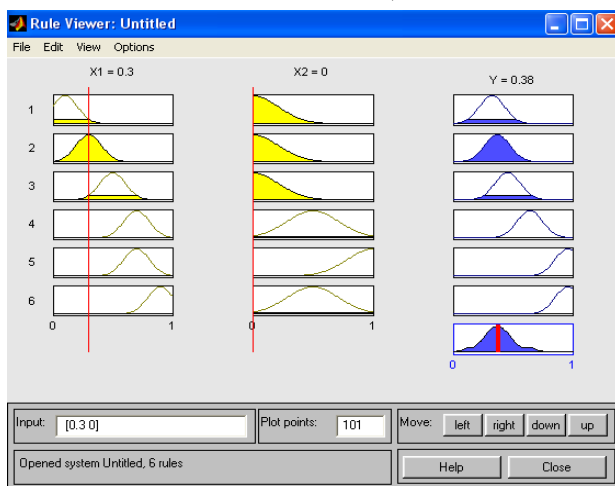 Rule Viewer: Untitled
File Edit View Options
X1 = 0.3 X2 = 0 Y = 0.38
1
2
3
4
5
6
0 1 0 1
0 1
Input: [0.3 0] Plot points: 101 Move: left right down up
Opened system Untitled, 6 rules Help Close